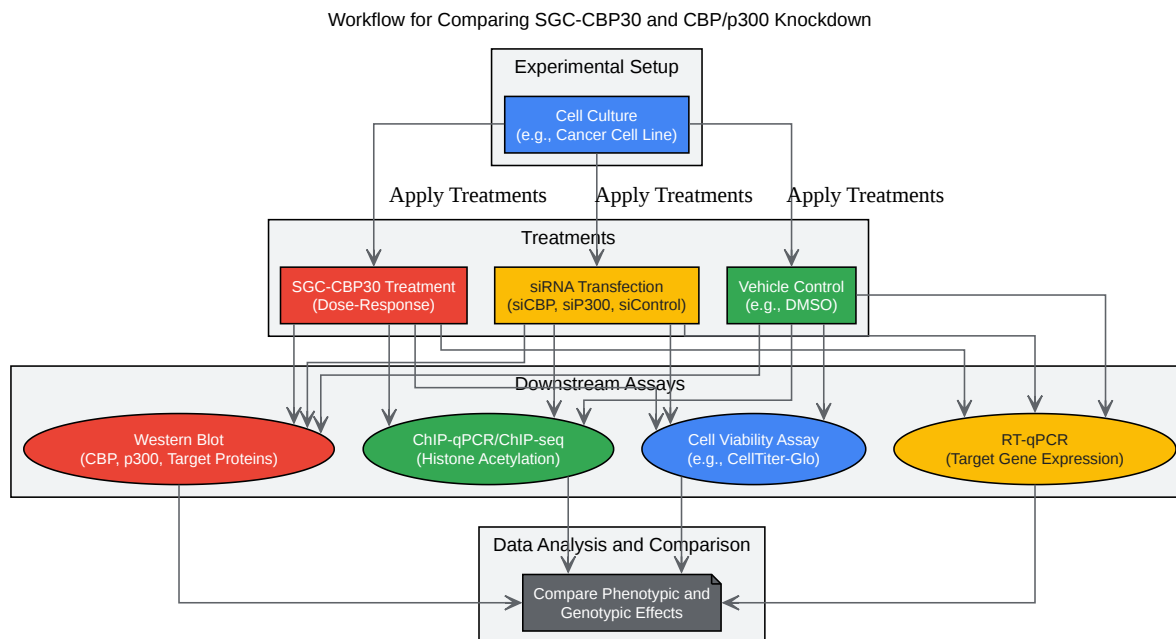 Workflow for Comparing SGC-CBP30 and CBP/p300 Knockdown
Experimental Setup
Cell Culture
(e.g., Cancer Cell Line)
Apply Treatments
Apply Treatments
Apply Treatments
Treatments
SGC-CBP30 Treatment
(Dose-Response)
siRNA Transfection
(siCBP, siP300, siControl)
Vehicle Control
(e.g., DMSO)
Downstream Assays
Western Blot
(CBP, p300, Target Proteins)
ChIP-qPCR/ChIP-seq
(Histone Acetylation)
Cell Viability Assay
(e.g., CellTiter-Glo)
RT-qPCR
(Target Gene Expression)
Data Analysis and Comparison
Compare Phenotypic and
Genotypic Effects